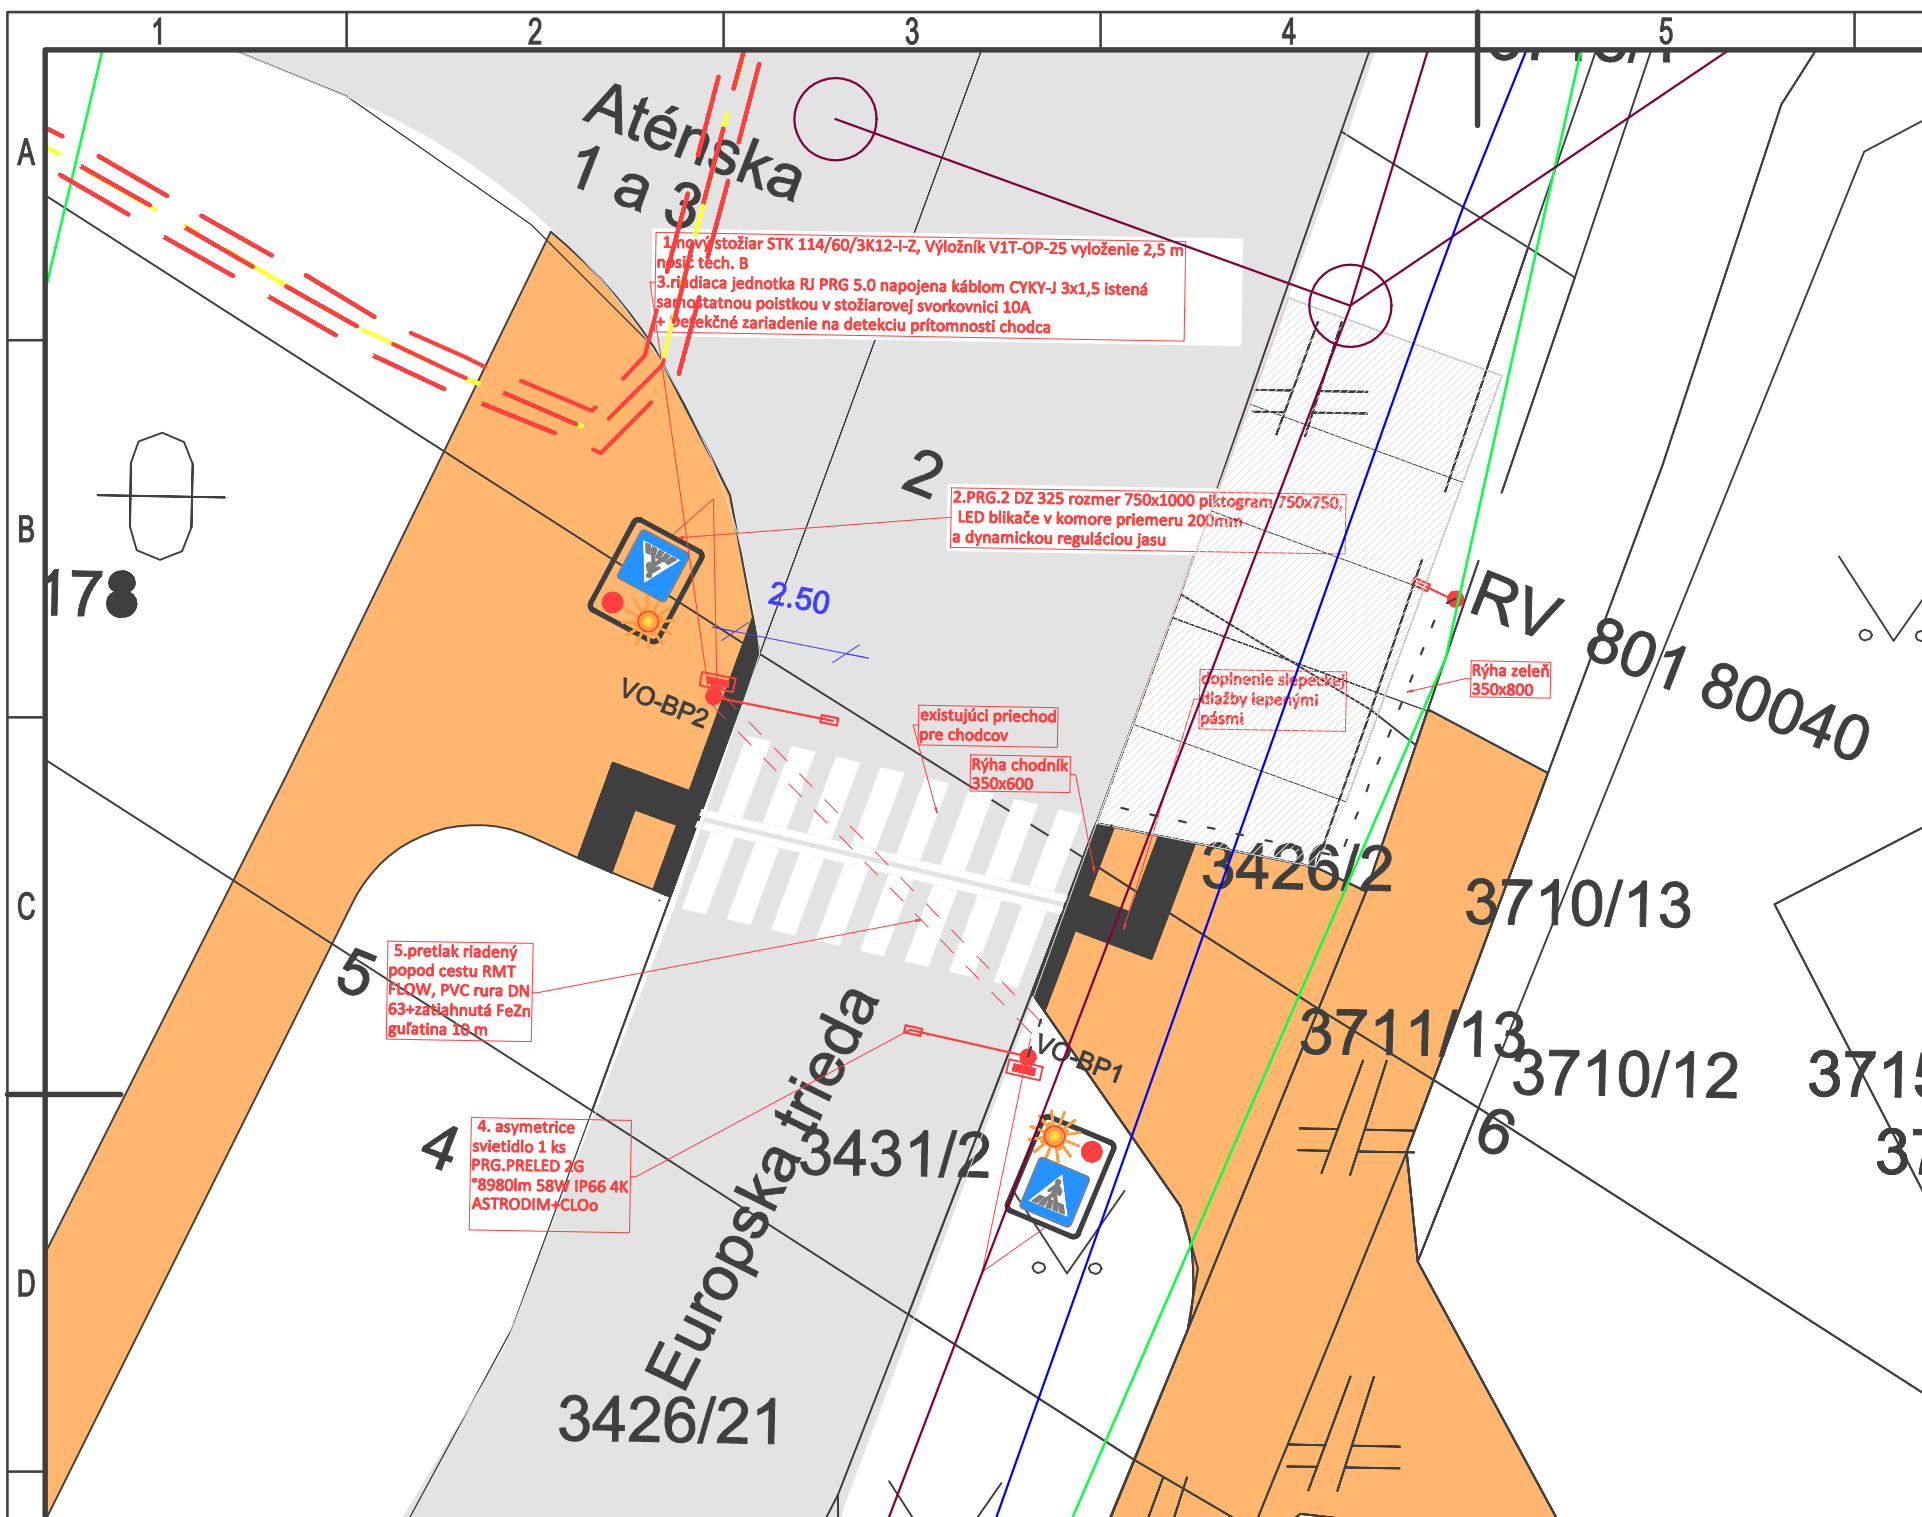 1
2
3
4
5
A
B
C
D
Aténska
1 a 3
1.nový stožiar STK 114/60/3K12-I-Z, Výložník V1T-OP-25 vyloženie 2,5 m
nosič tech. B
3.riadiaca jednotka RJ PRG 5.0 napojena káblom CYKY-J 3x1,5 istená
samostatnou poistkou v stožiarovej svorkovnici 10A
+ Detekčné zariadenie na detekciu prítomnosti chodca
2
2.PRG.2 DZ 325 rozmer 750x1000 piktogram 750x750,
LED blikače v komore priemeru 200mm
a dynamickou reguláciou jasu
178
2.50
RV
801 80040
VO-BP2
Rýha zeleň
350x800
doplnenie slepeckej
dlažby lepenými
pásmi
existujúci priechod
pre chodcov
Rýha chodník
350x600
3426/2
3710/13
5
5.pretlak riadený
popod cestu RMT
FLOW, PVC rura DN
63+zatiahnutá FeZn
guľatina 10 m
3711/13
VO-BP1
3710/12
4
4. asymetrice
svietidlo 1 ks
PRG.PRELED 2G
°8980lm 58W IP66 4K
ASTRODIM+CLOo
3431/2
6
Europska trieda
3426/21